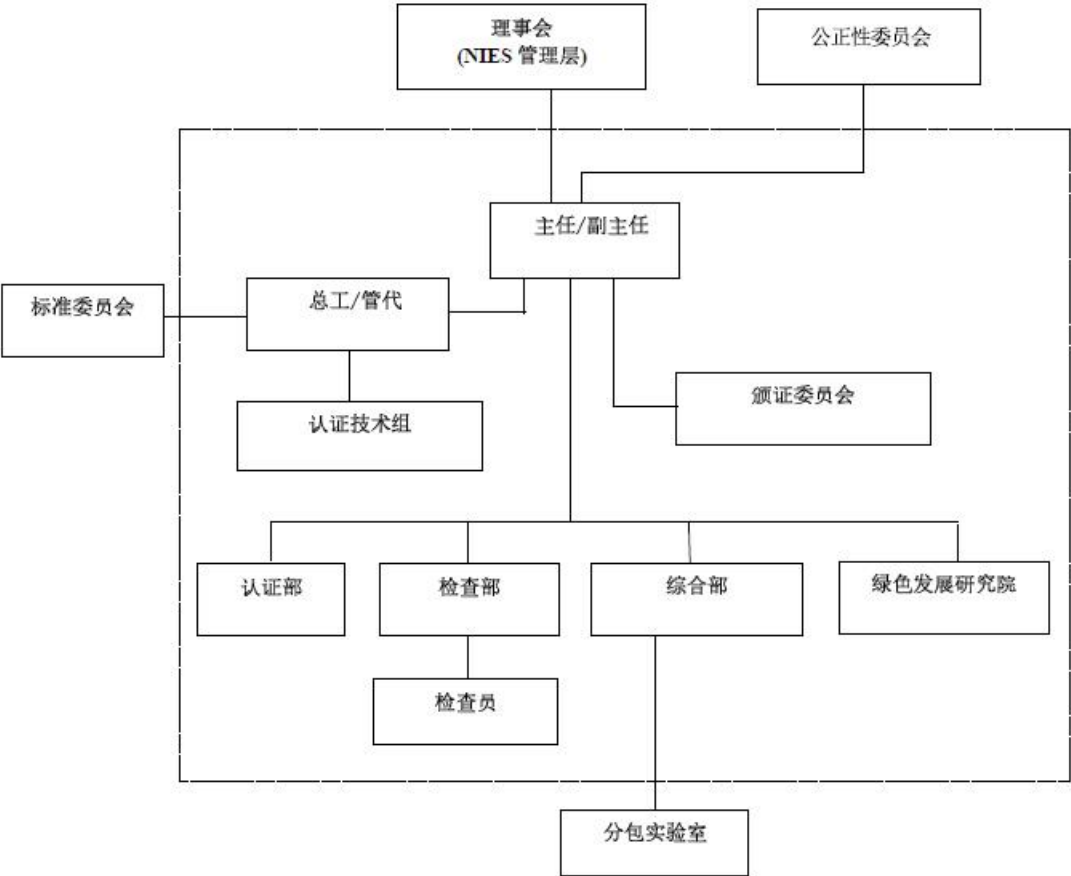 理事会
(NIES 管理层)
公正性委员会
主任/副主任
标准委员会
总工/管代
颁证委员会
认证技术组
认证部
检查部
综合部
绿色发展研究院
检查员
分包实验室